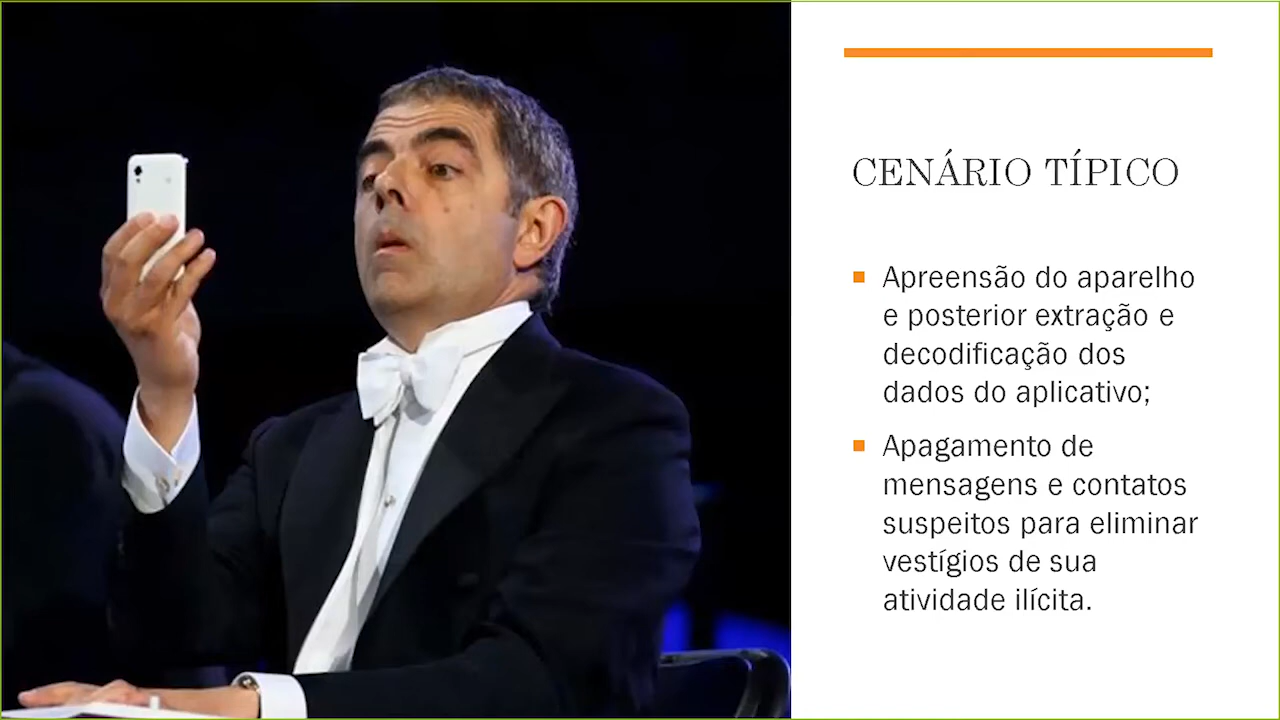 CENÁRIO TÍPICO
Apreensão do aparelho
e posterior extração e
decodificação dos
dados do aplicativo;
Apagamento de
mensagens e contatos
suspeitos para eliminar
vestígios de sua
atividade ilícita.